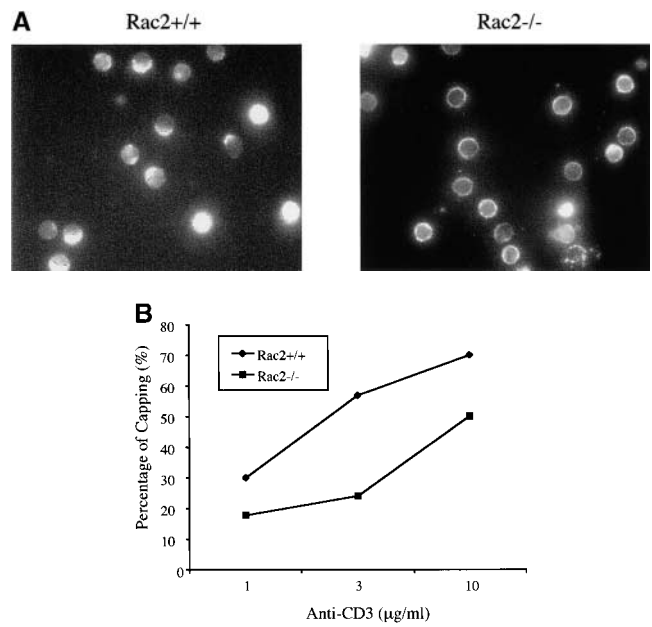 A
Rac2+/+
Rac2-/-
B
80
70
60
50
40
30
20
10
0
Percentage of Capping (%)
Rac2+/+
Rac2-/-
1 3 10
Anti-CD3 (μg/ml)